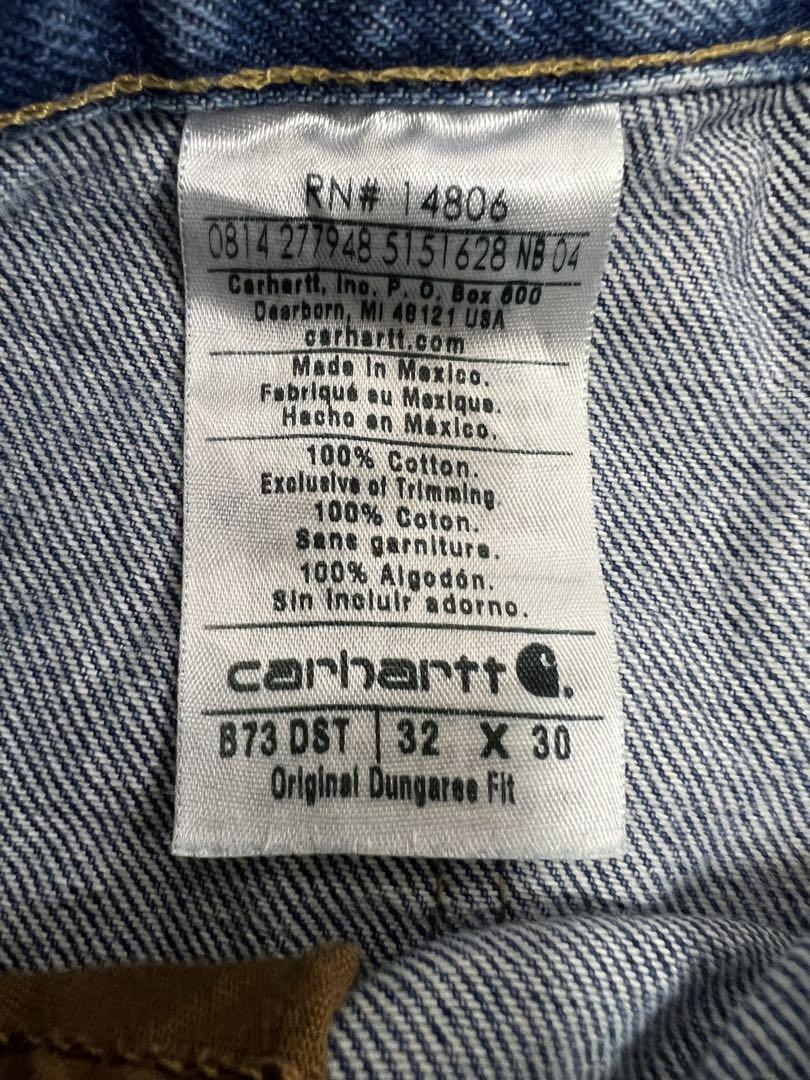 RN# 14806
0814 277948 5151628 NB 04
Carhartt, Inc. P. O. Box 600
Dearborn, MI 48121 USA
carhartt.com
Made in Mexico.
Fabriqué au Mexique.
Hecho en México.
100% Cotton.
Exclusive of Trimming.
100% Coton.
Sans garniture.
100% Algodón.
Sin incluir adorno.
carhartt
B73 DST | 32 X 30
Original Dungaree Fit